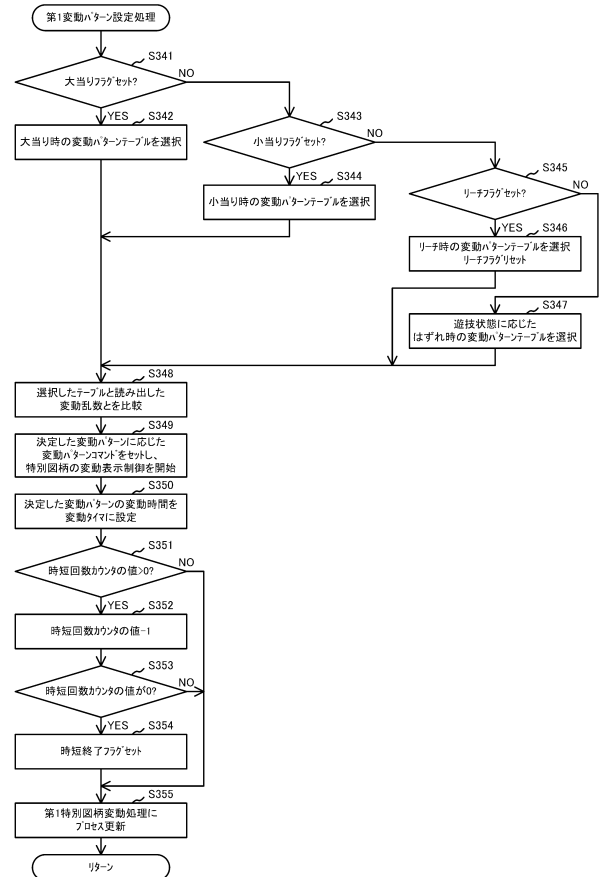 第1変動パターン設定処理
S341
大当りフラグセット?
NO
YES
S342
大当り時の変動パターンテーブルを選択
S343
小当りフラグセット?
NO
YES
S344
小当り時の変動パターンテーブルを選択
S345
リーチフラグセット?
NO
YES
S346
リーチ時の変動パターンテーブルを選択
リーチフラグリセット
S347
遊技状態に応じた
はずれ時の変動パターンテーブルを選択
S348
選択したテーブルと読み出した
変動乱数とを比較
S349
決定した変動パターンに応じた
変動パターンコマンドをセットし、
特別図柄の変動表示制御を開始
S350
決定した変動パターンの変動時間を
変動タイマに設定
S351
時短回数カウンタの値>0?
NO
YES
S352
時短回数カウンタの値-1
S353
時短回数カウンタの値が0?
NO
YES
S354
時短終了フラグセット
S355
第1特別図柄変動処理に
プロセス更新
リターン